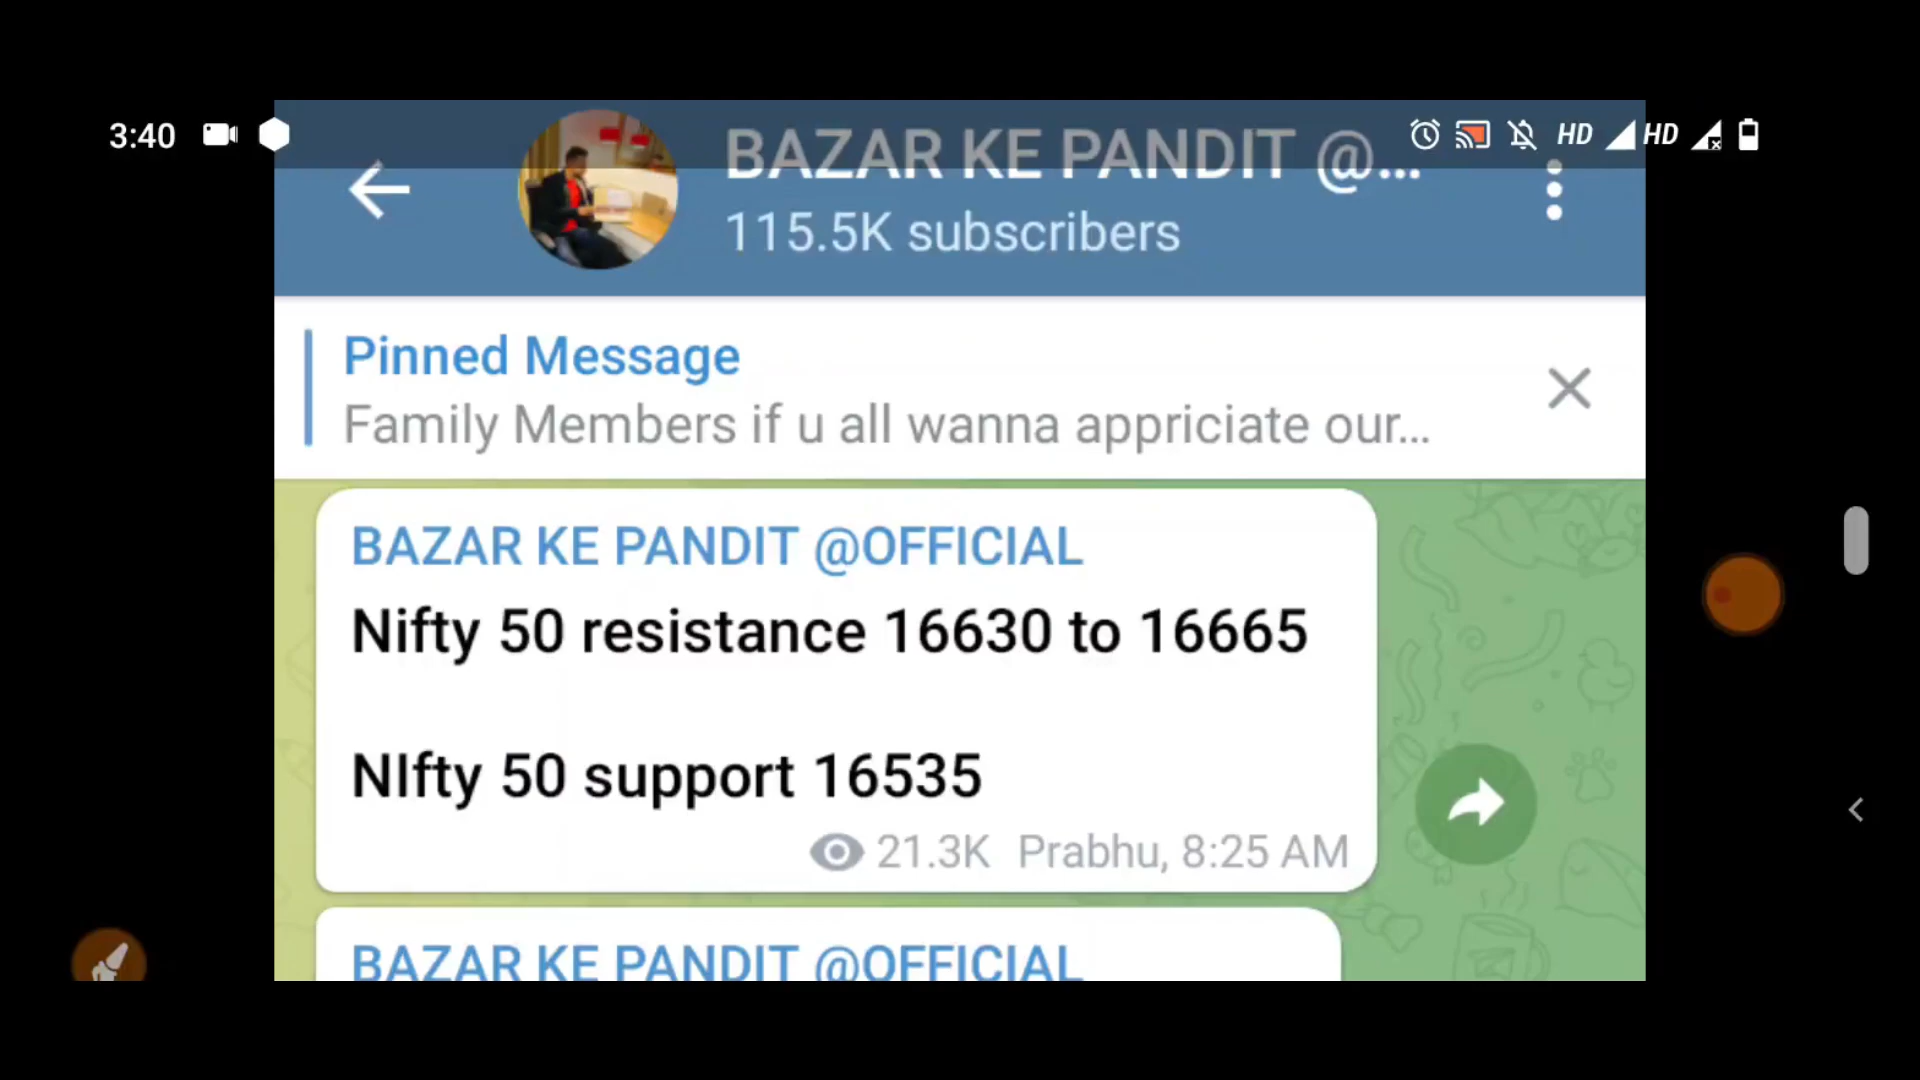 3:40
HD HD
BAZAR KE PANDIT @...
115.5K subscribers
Pinned Message
Family Members if u all wanna appriciate our...
BAZAR KE PANDIT @OFFICIAL
Nifty 50 resistance 16630 to 16665
NIfty 50 support 16535
21.3K Prabhu, 8:25 AM
BAZAR KE PANDIT @OFFICIAL